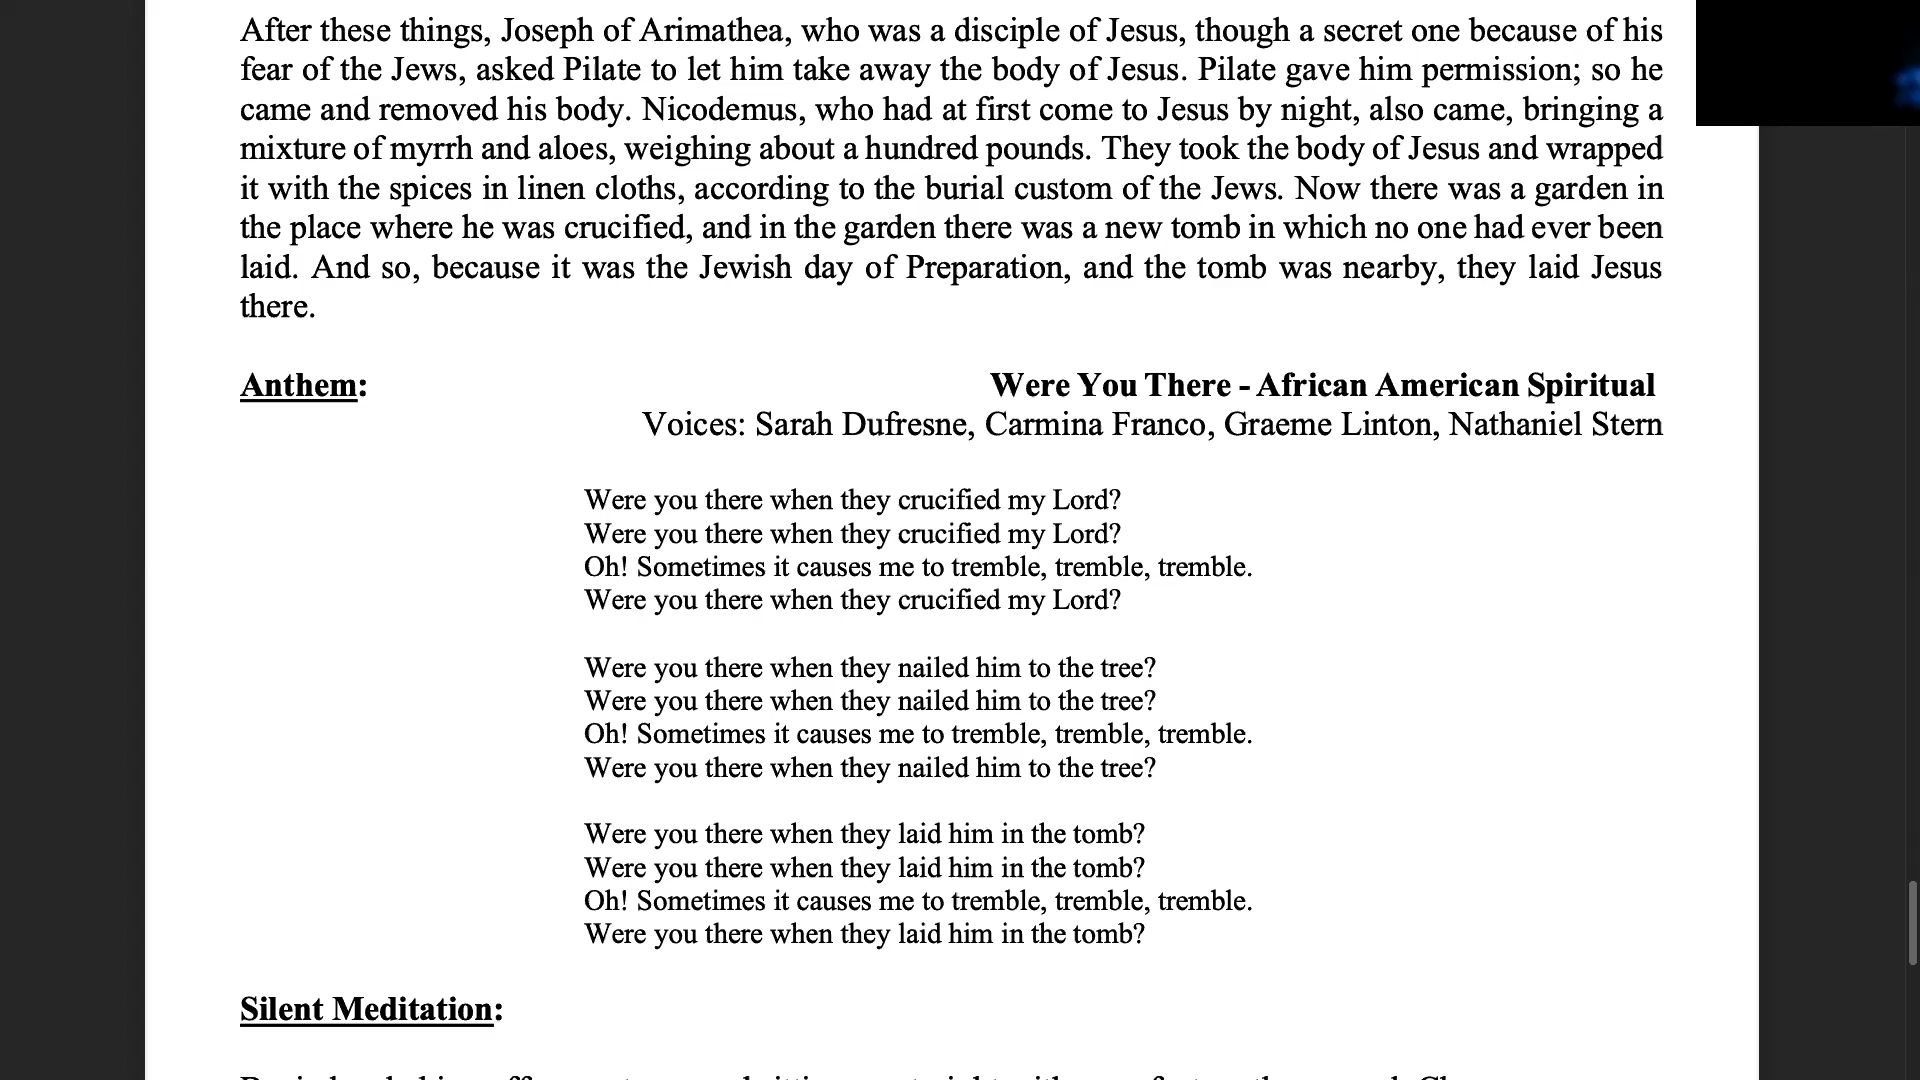 After these things, Joseph of Arimathea, who was a disciple of Jesus, though a secret one because of his
fear of the Jews, asked Pilate to let him take away the body of Jesus. Pilate gave him permission; so he
came and removed his body. Nicodemus, who had at first come to Jesus by night, also came, bringing a
mixture of myrrh and aloes, weighing about a hundred pounds. They took the body of Jesus and wrapped
it with the spices in linen cloths, according to the burial custom of the Jews. Now there was a garden in
the place where he was crucified, and in the garden there was a new tomb in which no one had ever been
laid. And so, because it was the Jewish day of Preparation, and the tomb was nearby, they laid Jesus
there.
Anthem: Were You There - African American Spiritual
Voices: Sarah Dufresne, Carmina Franco, Graeme Linton, Nathaniel Stern
Were you there when they crucified my Lord?
Were you there when they crucified my Lord?
Oh! Sometimes it causes me to tremble, tremble, tremble.
Were you there when they crucified my Lord?
Were you there when they nailed him to the tree?
Were you there when they nailed him to the tree?
Oh! Sometimes it causes me to tremble, tremble, tremble.
Were you there when they nailed him to the tree?
Were you there when they laid him in the tomb?
Were you there when they laid him in the tomb?
Oh! Sometimes it causes me to tremble, tremble, tremble.
Were you there when they laid him in the tomb?
Silent Meditation: